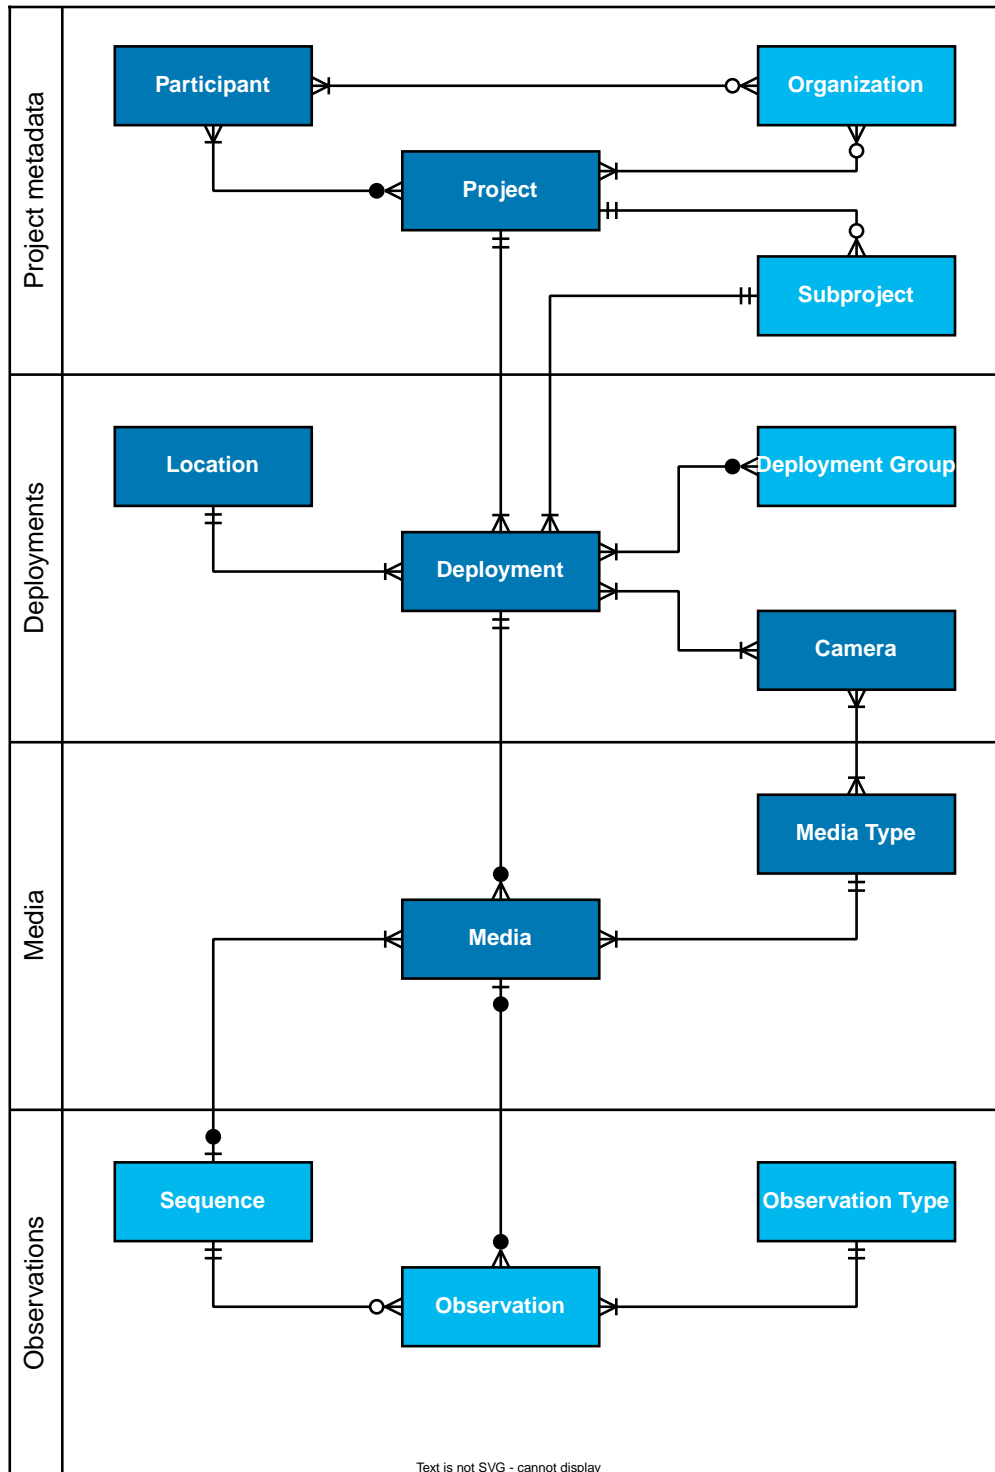 Project metadata
Participant
Organization
Project
Subproject
Deployments
Location
Deployment Group
Deployment
Camera
Media
Media Type
Media
Observations
Sequence
Observation Type
Observation
Text is not SVG - cannot display